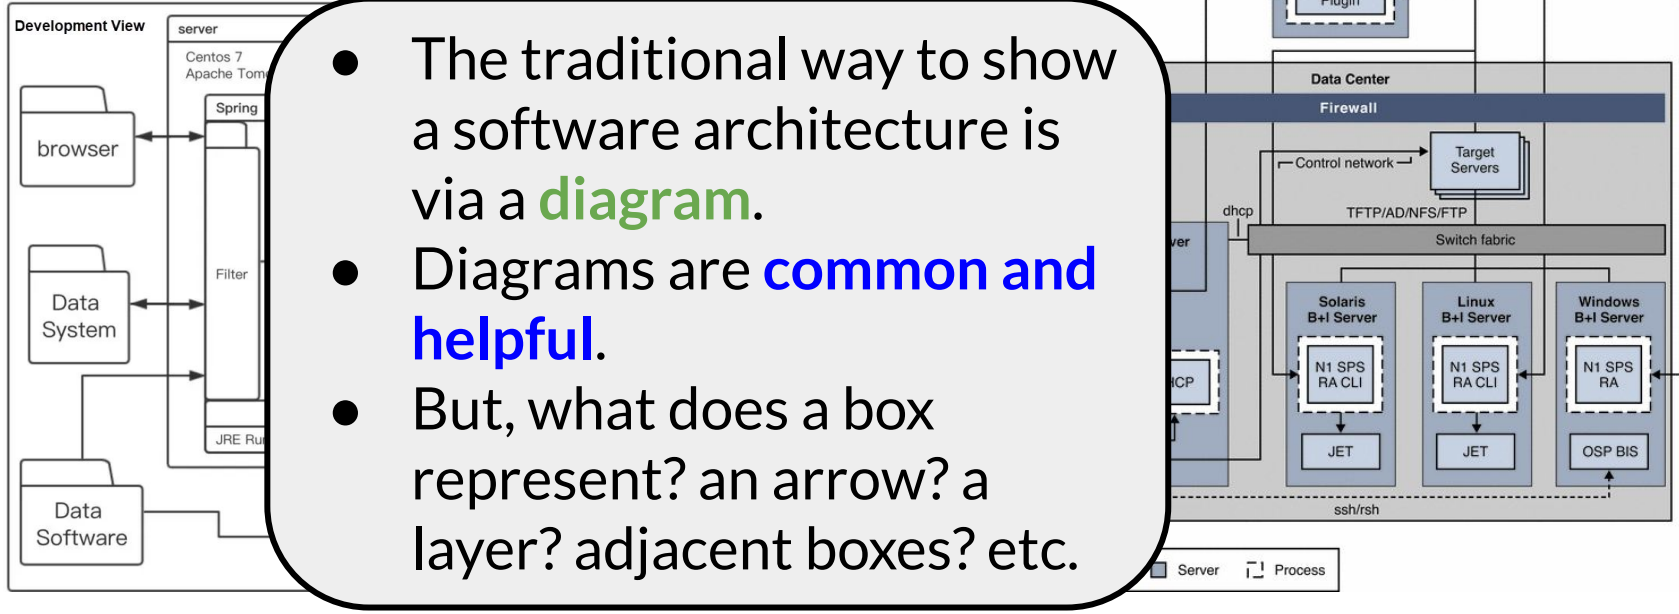 Development View
server
Centos 7
Apache
Spring
browser
Filter
Data
System
JRE
Data
Software
● The traditional way to show
a software architecture is
via a diagram.
● Diagrams are common and
helpful.
● But, what does a box
represent? an arrow? a
layer? adjacent boxes? etc.
Plugin
Data Center
Firewall
Control network
Target
Servers
dhcp
TFTP/AD/NFS/FTP
Switch fabric
Solaris
B+I Server
Linux
B+I Server
Windows
B+I Server
N1 SPS
RA CLI
N1 SPS
RA CLI
N1 SPS
RA
JET
JET
OSP BIS
ssh/rsh
Server
Process